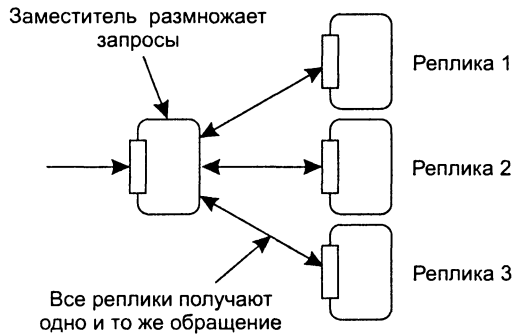 Заместитель размножает
запросы
Реплика 1
Реплика 2
Реплика 3
Все реплики получают
одно и то же обращение